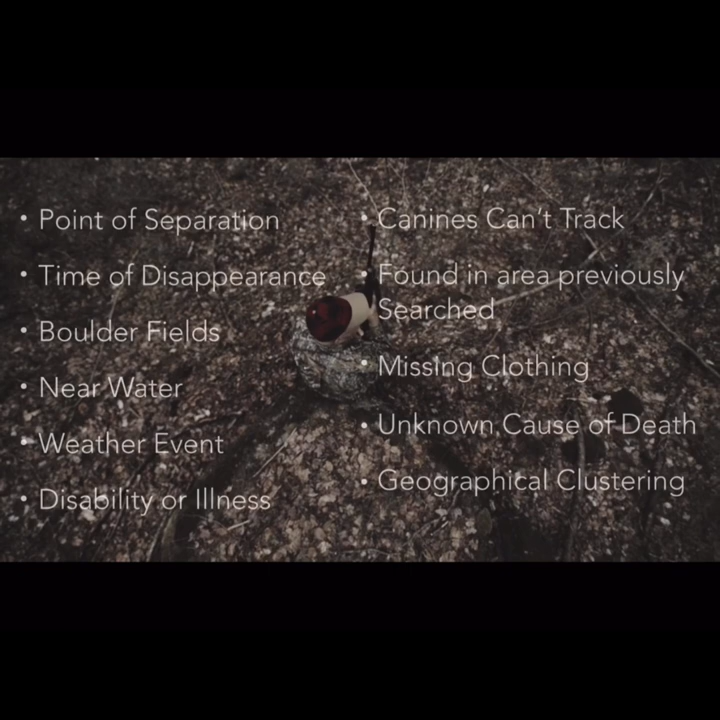 • Point of Separation
• Time of Disappearance
• Boulder Fields
• Near Water
• Weather Event
• Disability or Illness
• Canines Can't Track
• Found in area previously
Searched
• Missing Clothing
• Unknown Cause of Death
• Geographical Clustering